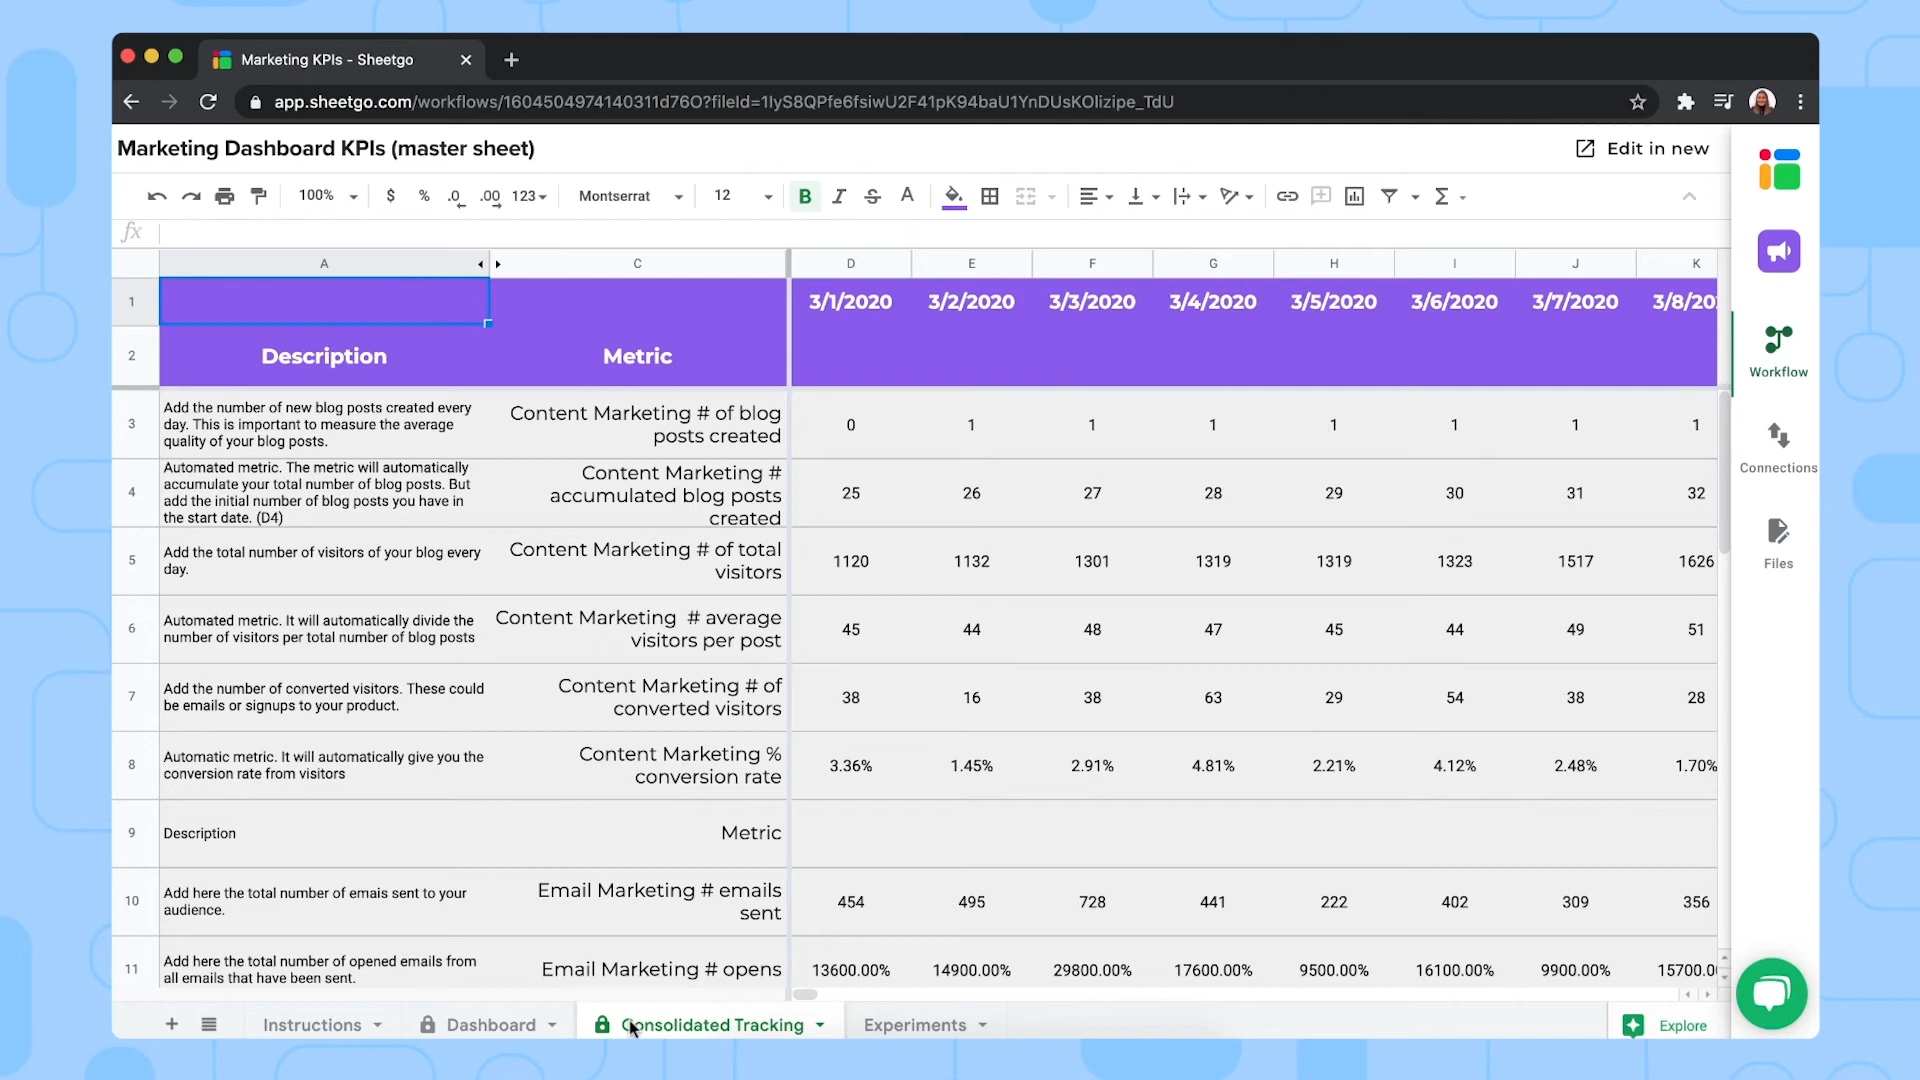 Marketing KPIs - Sheetgo
app.sheetgo.com/workflows/1604504974140311d76O?fileId=1IyS8QPfe6fsiwU2F41pK94baU1YnDUsKOlizipe_TdU
Marketing Dashboard KPIs (master sheet)
Edit in new
100% $ % .0 .00 123 Montserrat 12 B I S A
fx
A C D E F G H I J K
1 3/1/2020 3/2/2020 3/3/2020 3/4/2020 3/5/2020 3/6/2020 3/7/2020 3/8/20
2 Description Metric
Workflow
3
Add the number of new blog posts created every
day. This is important to measure the average
quality of your blog posts.
Content Marketing # of blog
posts created
0 1 1 1 1 1 1 1
Connections
4
Automated metric. The metric will automatically
accumulate your total number of blog posts. But
add the initial number of blog posts you have in
the start date. (D4)
Content Marketing #
accumulated blog posts
created
25 26 27 28 29 30 31 32
Files
5
Add the total number of visitors of your blog every
day.
Content Marketing # of total
visitors
1120 1132 1301 1319 1319 1323 1517 1626
6
Automated metric. It will automatically divide the
number of visitors per total number of blog posts
Content Marketing  # average
visitors per post
45 44 48 47 45 44 49 51
7
Add the number of converted visitors. These could
be emails or signups to your product.
Content Marketing # of
converted visitors
38 16 38 63 29 54 38 28
8
Automatic metric. It will automatically give you the
conversion rate from visitors
Content Marketing %
conversion rate
3.36% 1.45% 2.91% 4.81% 2.21% 4.12% 2.48% 1.70%
9 Description Metric
10
Add here the total number of emais sent to your
audience.
Email Marketing # emails
sent
454 495 728 441 222 402 309 356
11
Add here the total number of opened emails from
all emails that have been sent.
Email Marketing # opens
13600.00% 14900.00% 29800.00% 17600.00% 9500.00% 16100.00% 9900.00% 15700.0
Instructions Dashboard Consolidated Tracking Experiments Explore